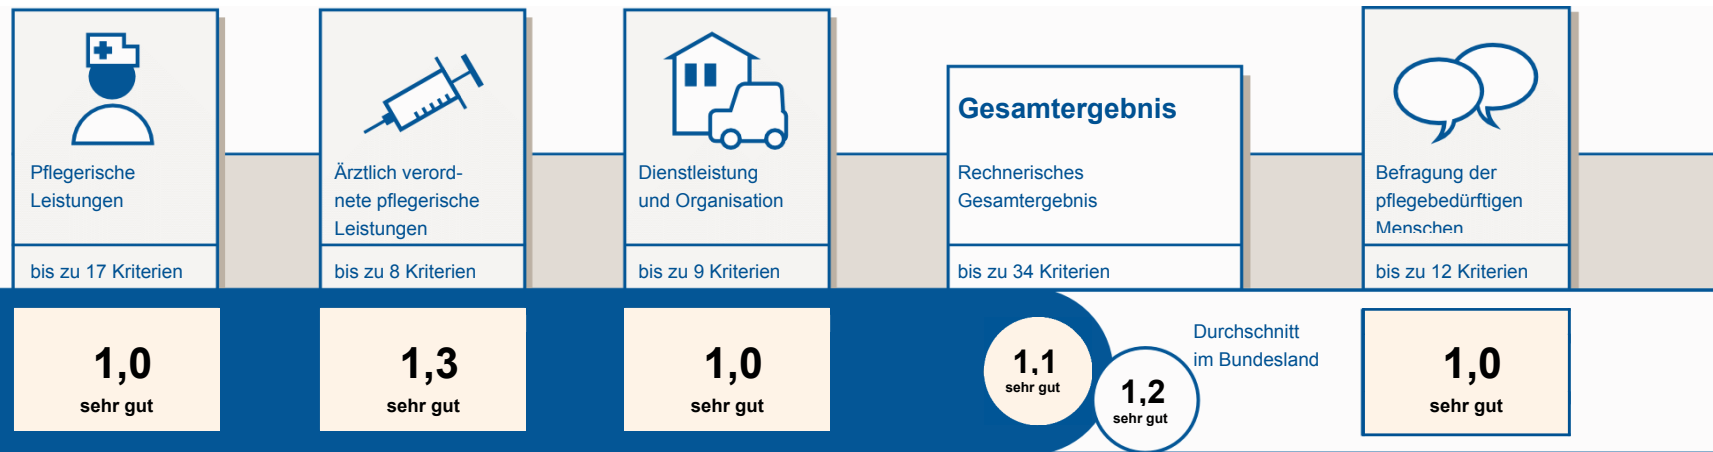 Pflegerische
Leistungen
bis zu 17 Kriterien
1,0
sehr gut
Ärztlich verord-
nete pflegerische
Leistungen
bis zu 8 Kriterien
1,3
sehr gut
Dienstleistung
und Organisation
bis zu 9 Kriterien
1,0
sehr gut
Gesamtergebnis
Rechnerisches
Gesamtergebnis
bis zu 34 Kriterien
1,1
sehr gut
1,2
sehr gut
Durchschnitt
im Bundesland
Befragung der
pflegebedürftigen
Menschen
bis zu 12 Kriterien
1,0
sehr gut